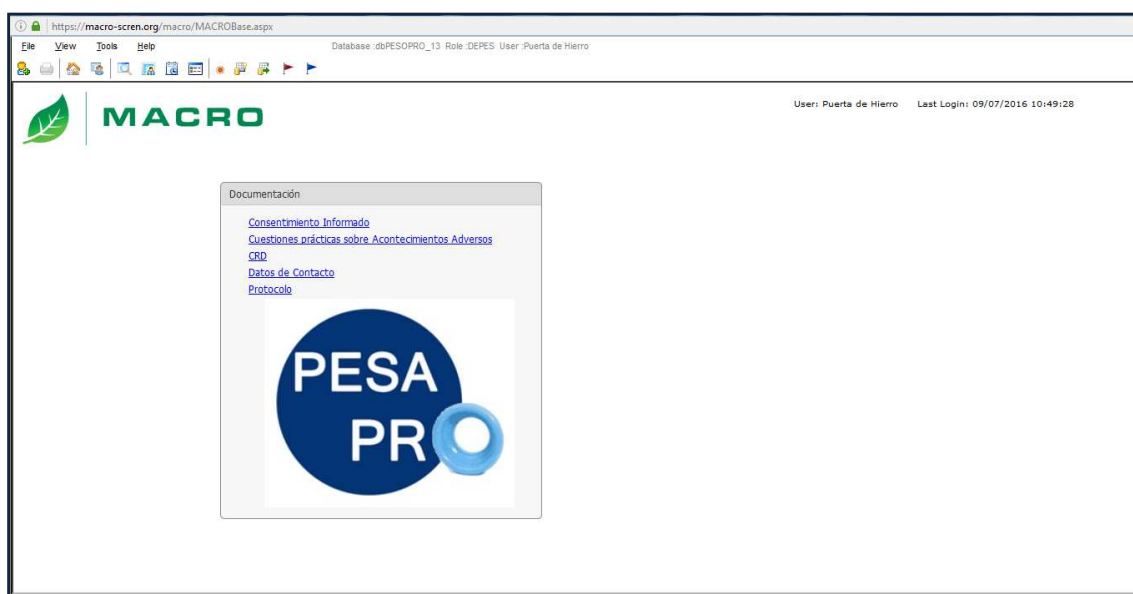 https://macro-scren.org/macro/MACROBase.aspx
File View Tools Help Database :dbPESOPRO_13 Role :DEPES User :Puerta de Hierro
MACRO
User: Puerta de Hierro Last Login: 09/07/2016 10:49:28
Documentación
Consentimiento Informado
Cuestiones prácticas sobre Acontecimientos Adversos
CRD
Datos de Contacto
Protocolo
PESA
PRO